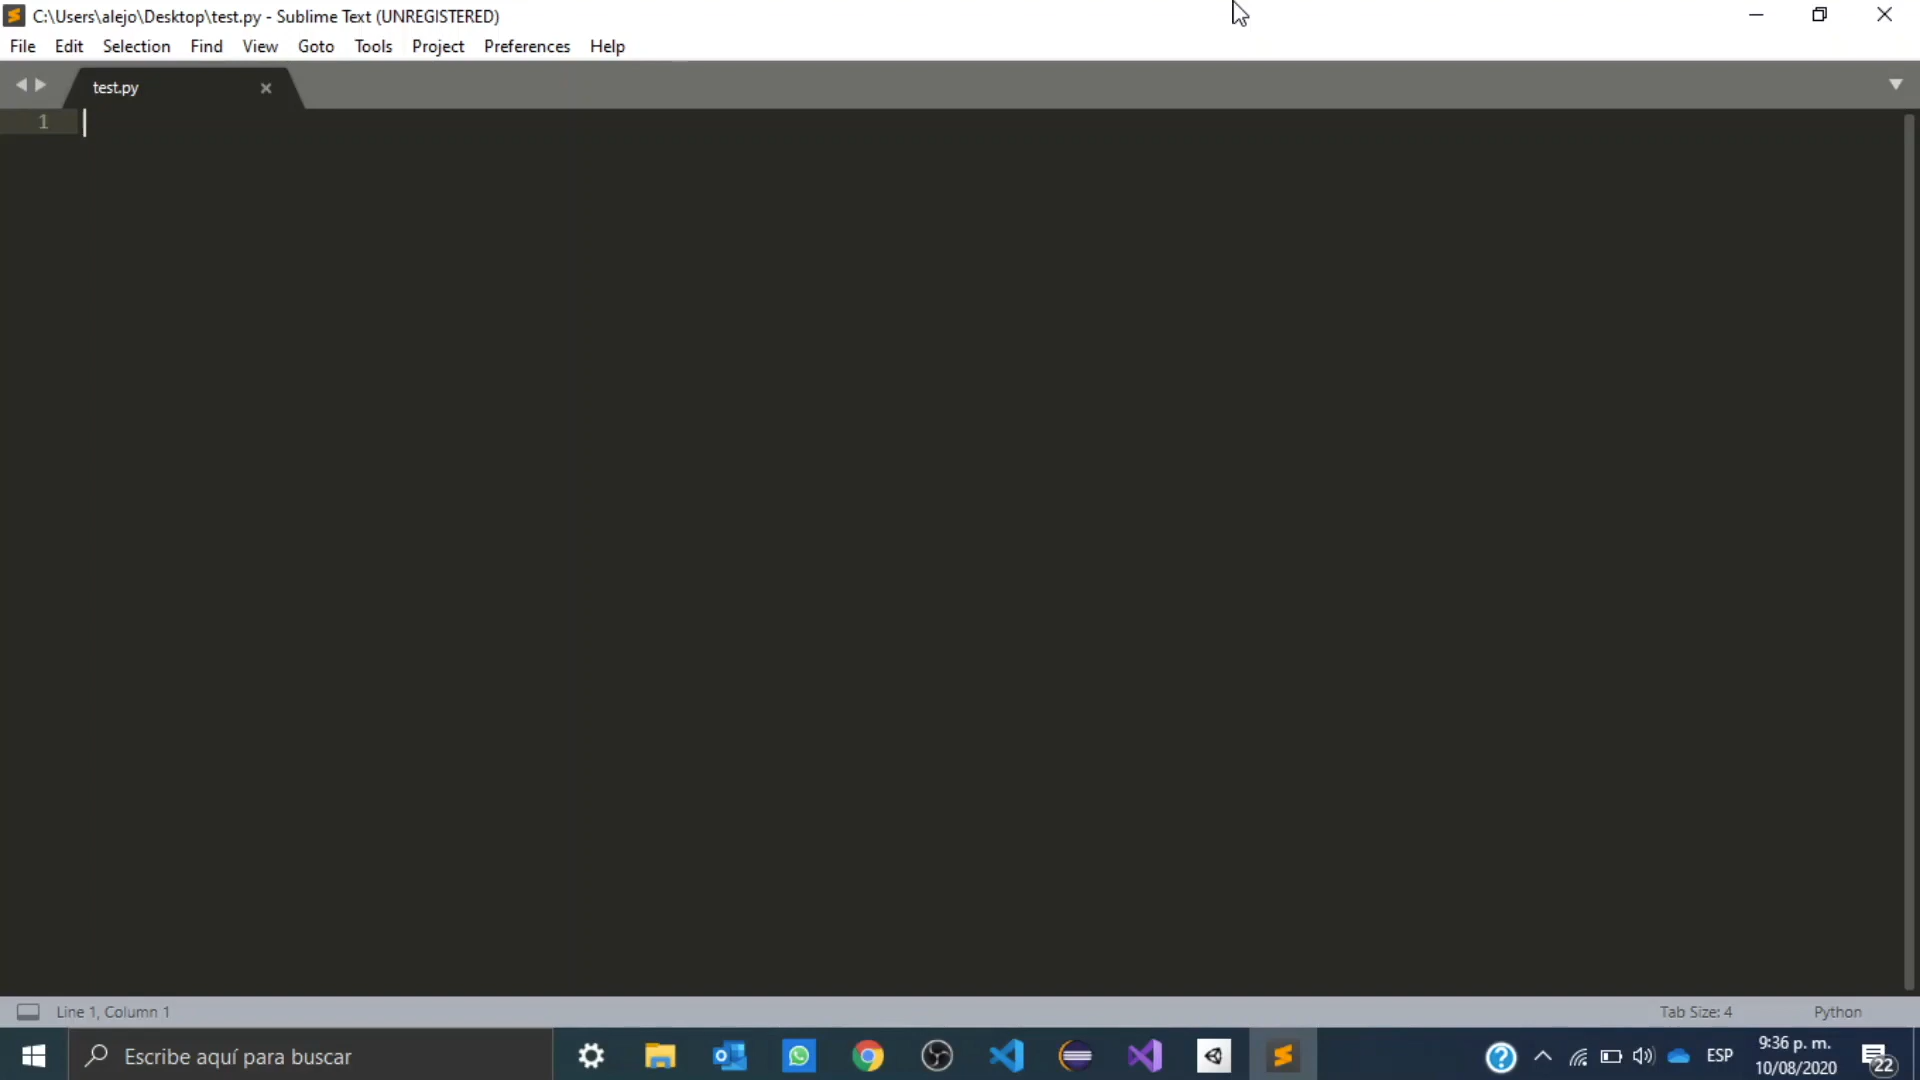 C:\Users\alejo\Desktop\test.py - Sublime Text (UNREGISTERED)
File Edit Selection Find View Goto Tools Project Preferences Help
test.py
1
Line 1, Column 1 Tab Size: 4 Python
Escribe aquí para buscar
ESP
9:36 p. m.
10/08/2020
22